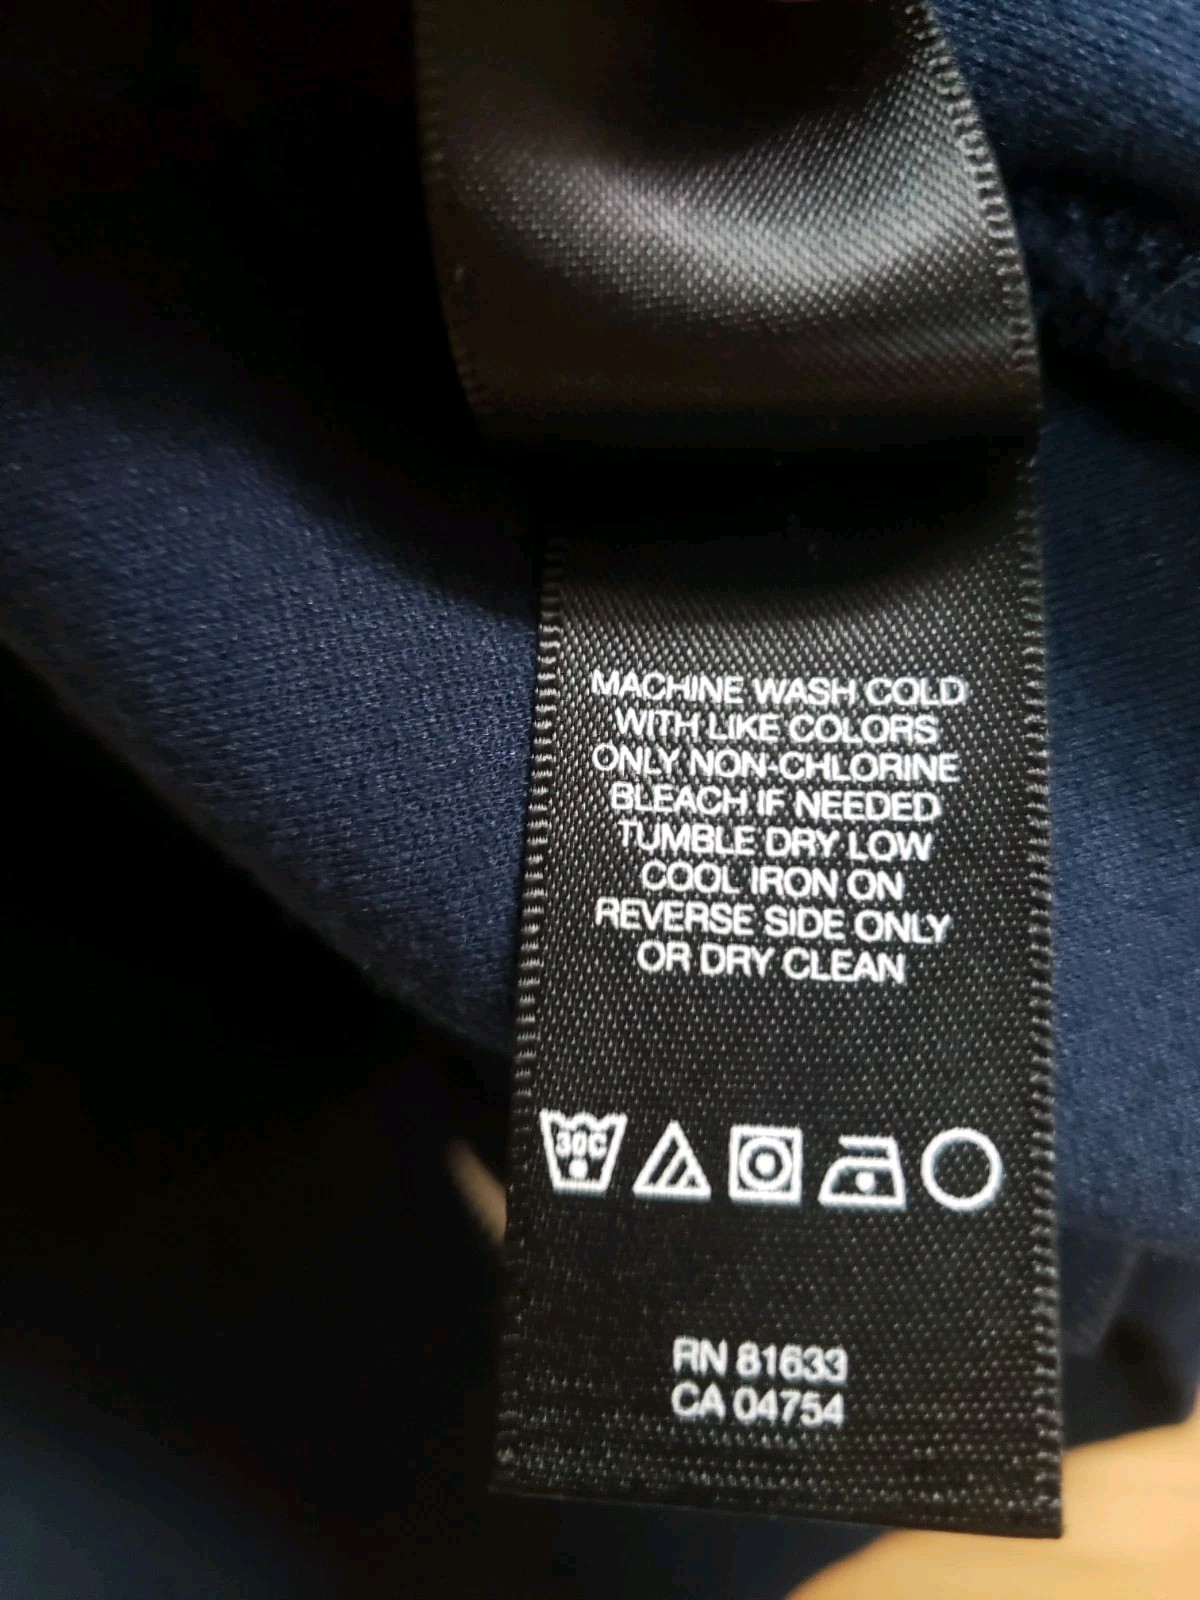 MACHINE WASH COLD
WITH LIKE COLORS
ONLY NON-CHLORINE
BLEACH IF NEEDED
TUMBLE DRY LOW
COOL IRON ON
REVERSE SIDE ONLY
OR DRY CLEAN
30C
RN 81633
CA 04754